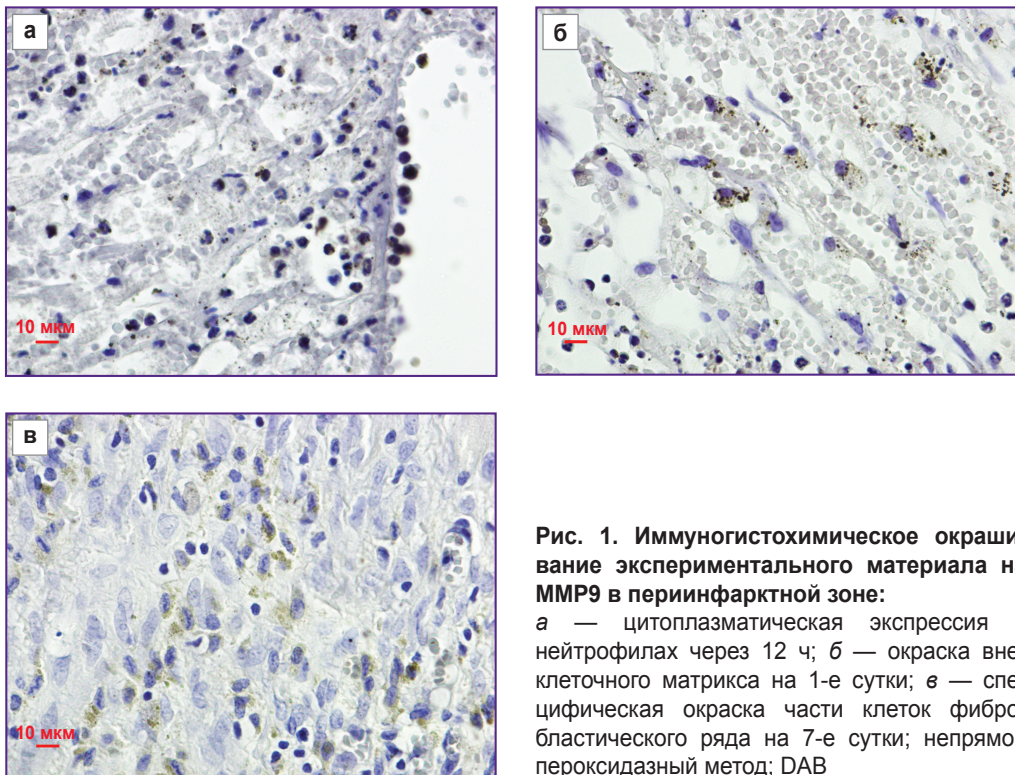 а
б
10 мкм
10 мкм
в
10 мкм
Рис. 1. Иммуногистохимическое окраши
вание экспериментального материала н
MMP9 в периинфарктной зоне:
а — цитоплазматическая экспрессия
нейтрофилах через 12 ч; б — окраска вне
клеточного матрикса на 1-е сутки; в — спе
цифическая окраска части клеток фибро
бластического ряда на 7-е сутки; непрямо
пероксидазный метод; DAB